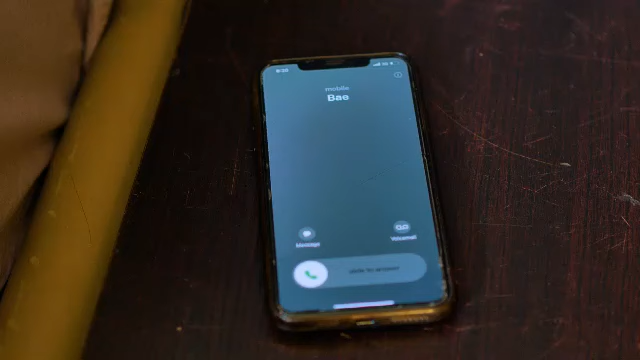 mobile
Bae
Message
Voicemail
slide to answer